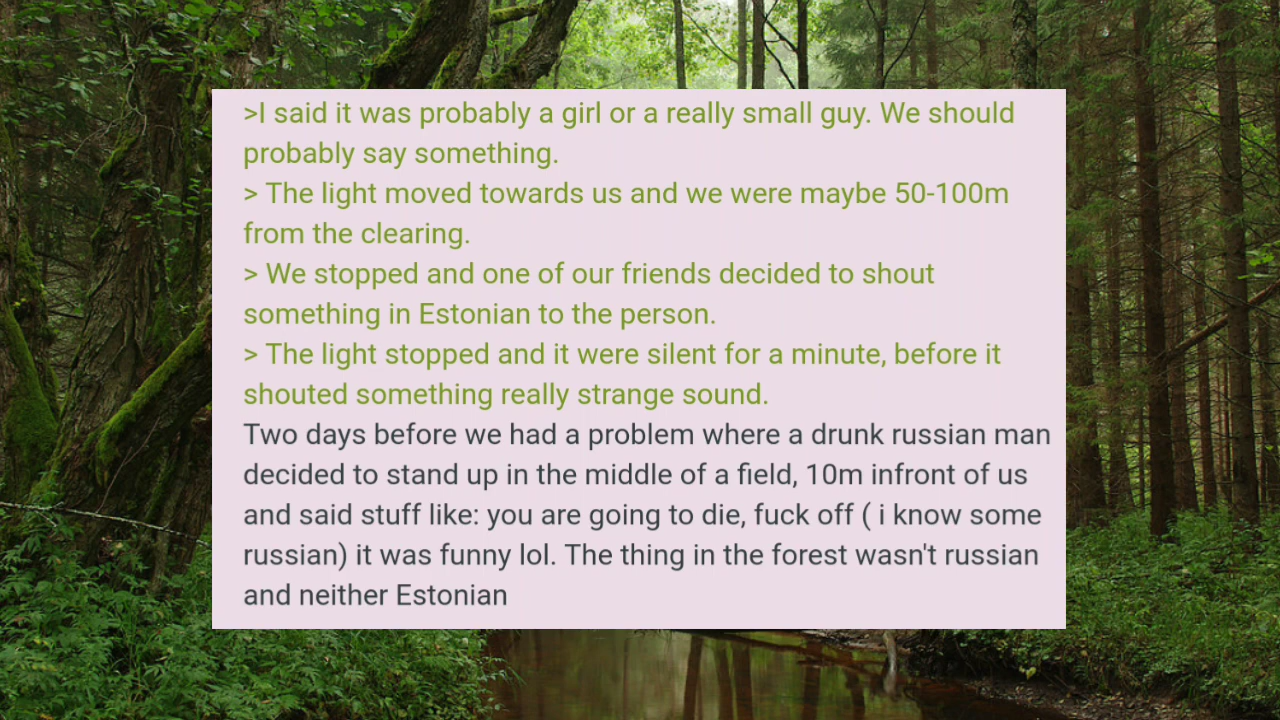 >I said it was probably a girl or a really small guy. We should
probably say something.
> The light moved towards us and we were maybe 50-100m
from the clearing.
> We stopped and one of our friends decided to shout
something in Estonian to the person.
> The light stopped and it were silent for a minute, before it
shouted something really strange sound.
Two days before we had a problem where a drunk russian man
decided to stand up in the middle of a field, 10m infront of us
and said stuff like: you are going to die, fuck off ( i know some
russian) it was funny lol. The thing in the forest wasn't russian
and neither Estonian